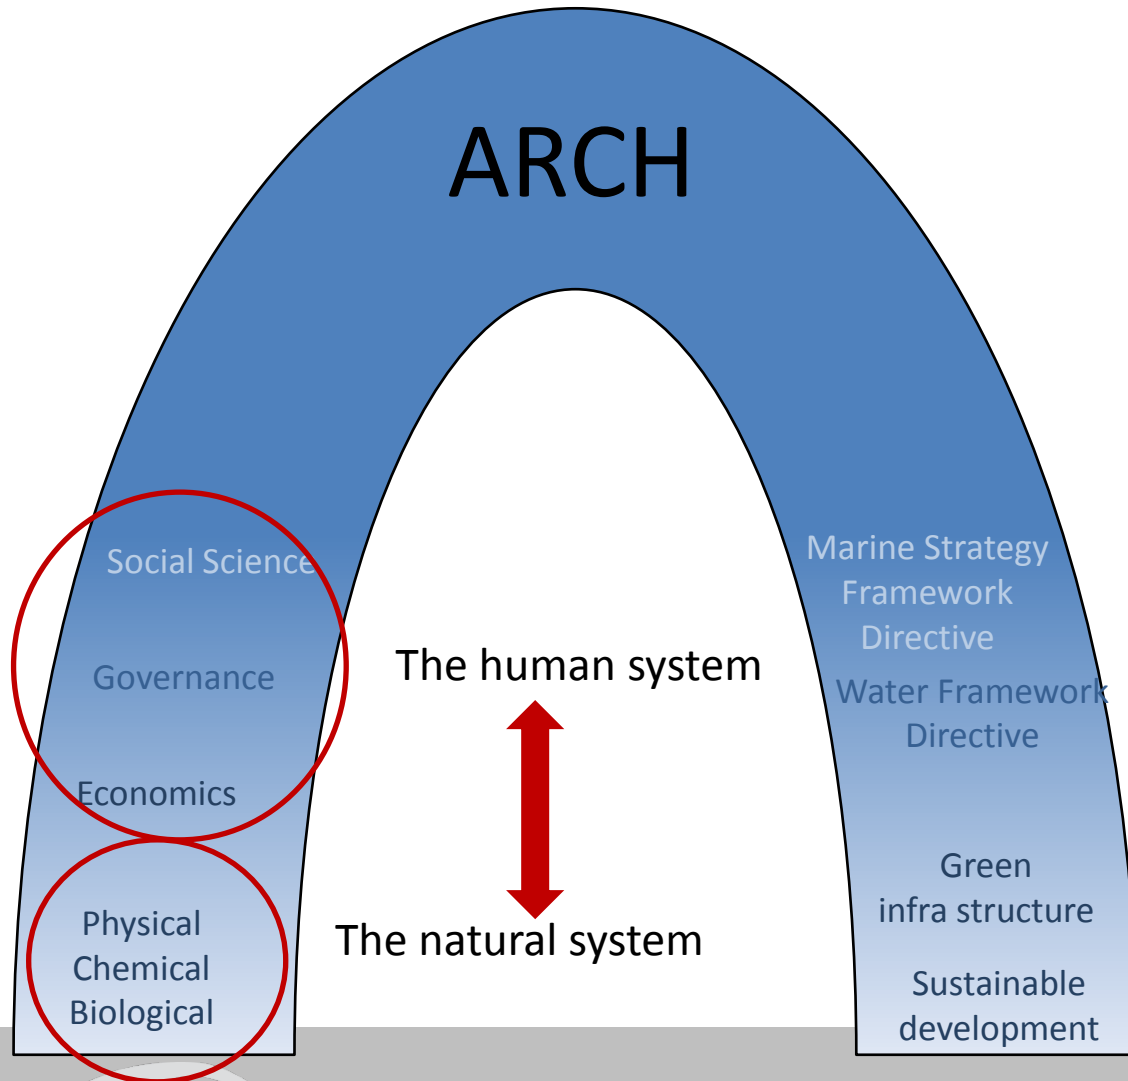 ARCH
Social Science
Governance
Economics
Physical
Chemical
Biological
The human system
The natural system
Marine Strategy
Framework
Directive
Water Framework
Directive
Green
infra structure
Sustainable
development